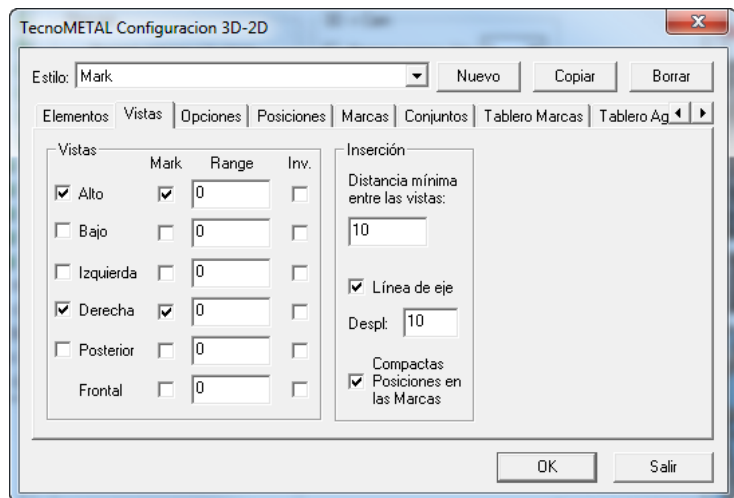 TecnoMETAL Configuracion 3D-2D
Estilo: Mark Nuevo Copiar Borrar
Elementos Vistas Opciones Posiciones Marcas Conjuntos Tablero Marcas Tablero Ag
Vistas
Mark Range Inv.
Alto 0
Bajo 0
Izquierda 0
Derecha 0
Posterior 0
Frontal 0
Inserción
Distancia mínima
entre las vistas:
10
Línea de eje
Despl: 10
Compactas
Posiciones en
las Marcas
OK Salir